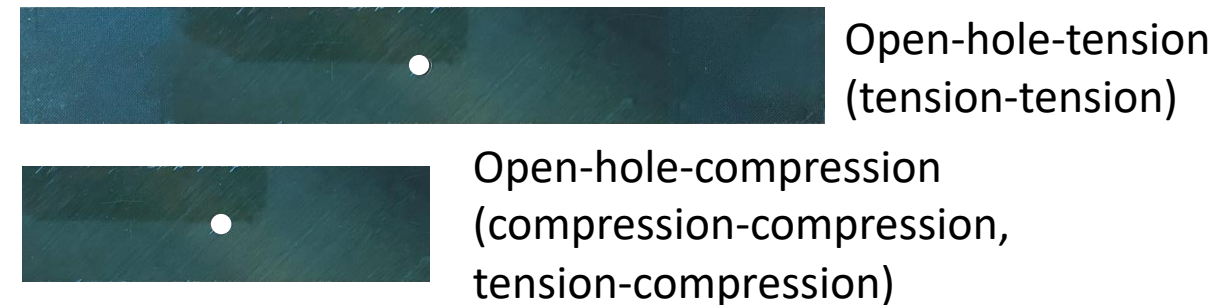 Open-hole-tension
(tension-tension)
Open-hole-compression
(compression-compression,
tension-compression)